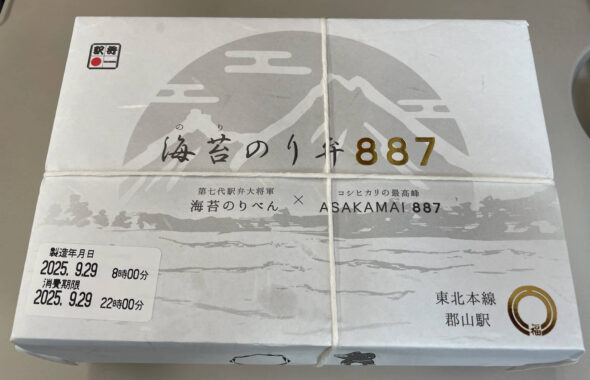 駅弁
のり
海苔のり弁887
第七代駅弁大将軍
海苔のりべん
×
コシヒカリの最高峰
ASAKAMAI 887
製造年月日
2025. 9.29 8時00分
消費期限
2025. 9.29 22時00分
東北本線
郡山駅
福